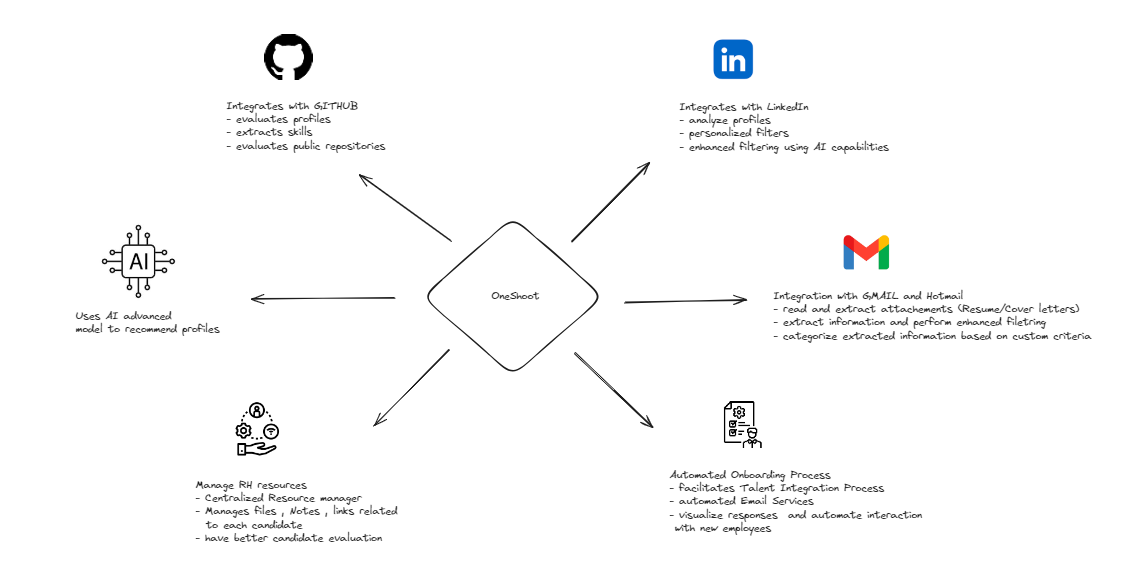 in
Integrates with GITHUB
- evaluates profiles
- extracts skills
- evaluates public repositories
Integrates with LinkedIn
- analyze profiles
- personalized filters
- enhanced filtering using AI capabilities
AI
Uses AI advanced
model to recommend profiles
OneShoot
Integration with GMAIL and Hotmail
- read and extract attachements (Resume/Cover letters)
- extract information and perform enhanced filetring
- categorize extracted information based on custom criteria
Manage RH resources
- Centralized Resource manager
- Manages files , Notes , links related
to each candidate
- have better candidate evaluation
Automated Onboarding Process
- facilitates Talent Integration Process
- automated Email Services
- visualize responses and automate interaction
with new employees